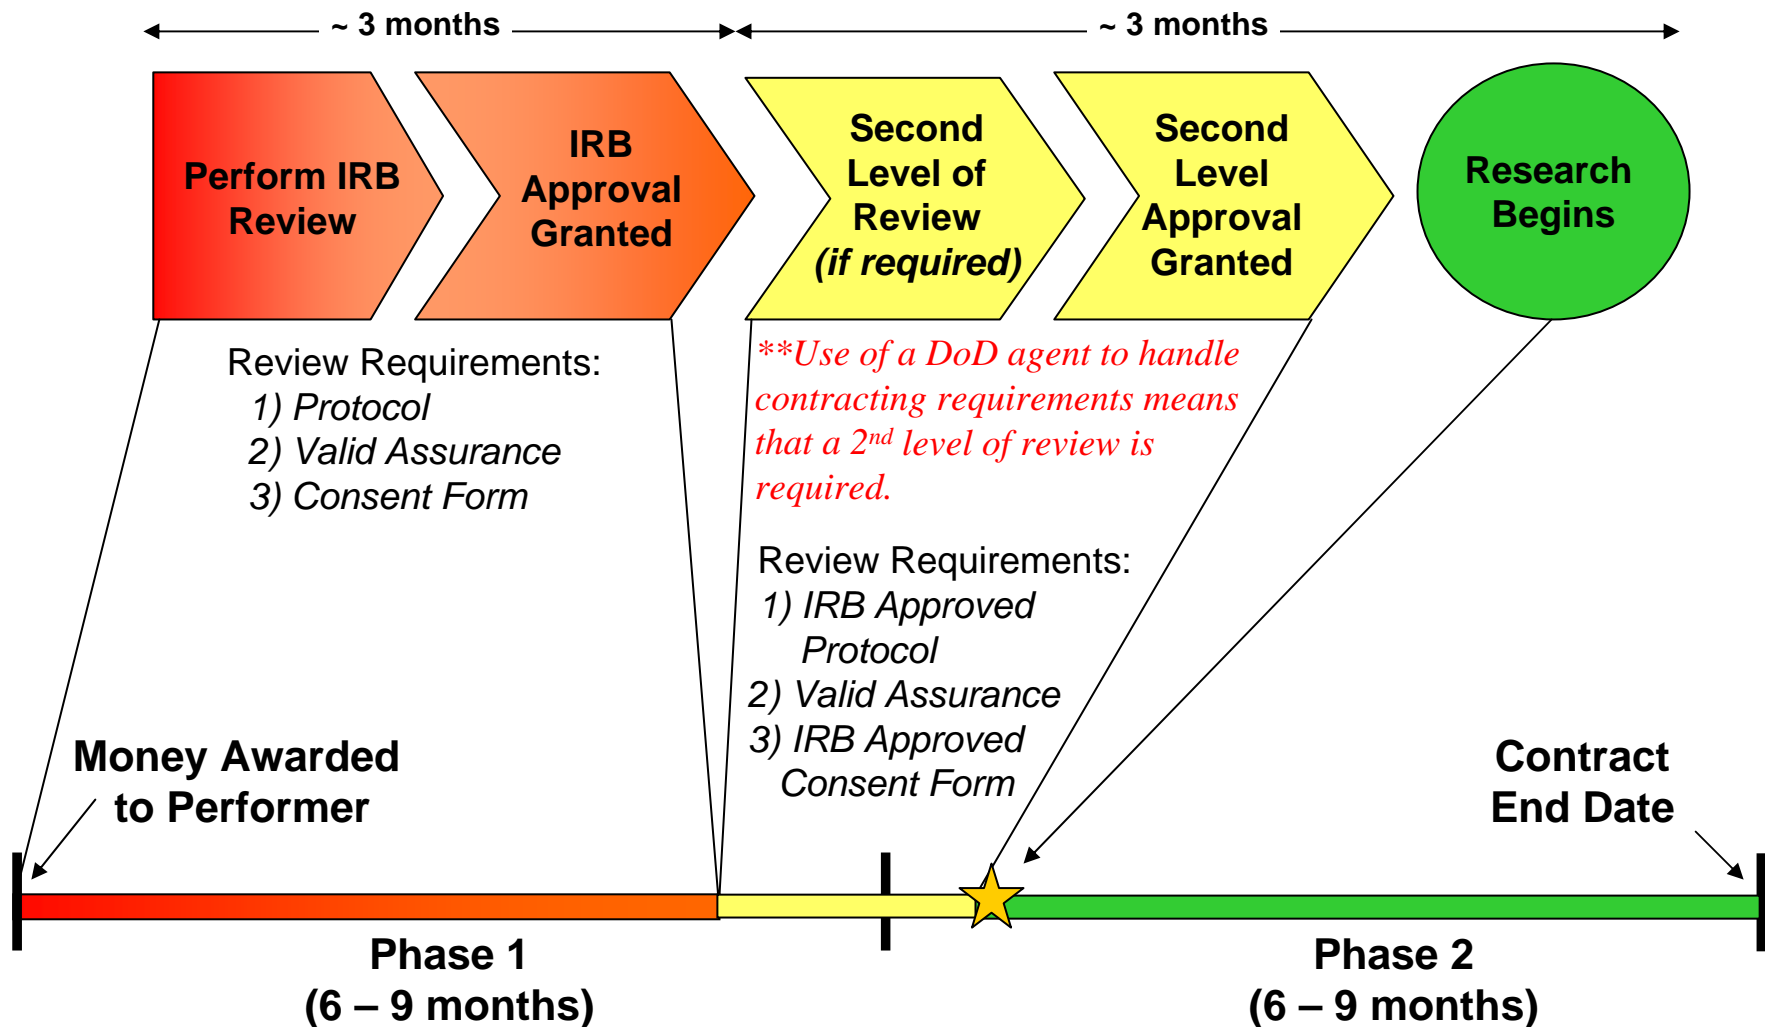 ~ 3 months
~ 3 months
Perform IRB
Review
IRB
Approval
Granted
Second
Level of
Review
(if required)
Second
Level
Approval
Granted
Research
Begins
Review Requirements:
1) Protocol
2) Valid Assurance
3) Consent Form
**Use of a DoD agent to handle
contracting requirements means
that a 2nd level of review is
required.
Review Requirements:
1) IRB Approved
Protocol
2) Valid Assurance
3) IRB Approved
Consent Form
Money Awarded
to Performer
Contract
End Date
Phase 1
(6 – 9 months)
Phase 2
(6 – 9 months)